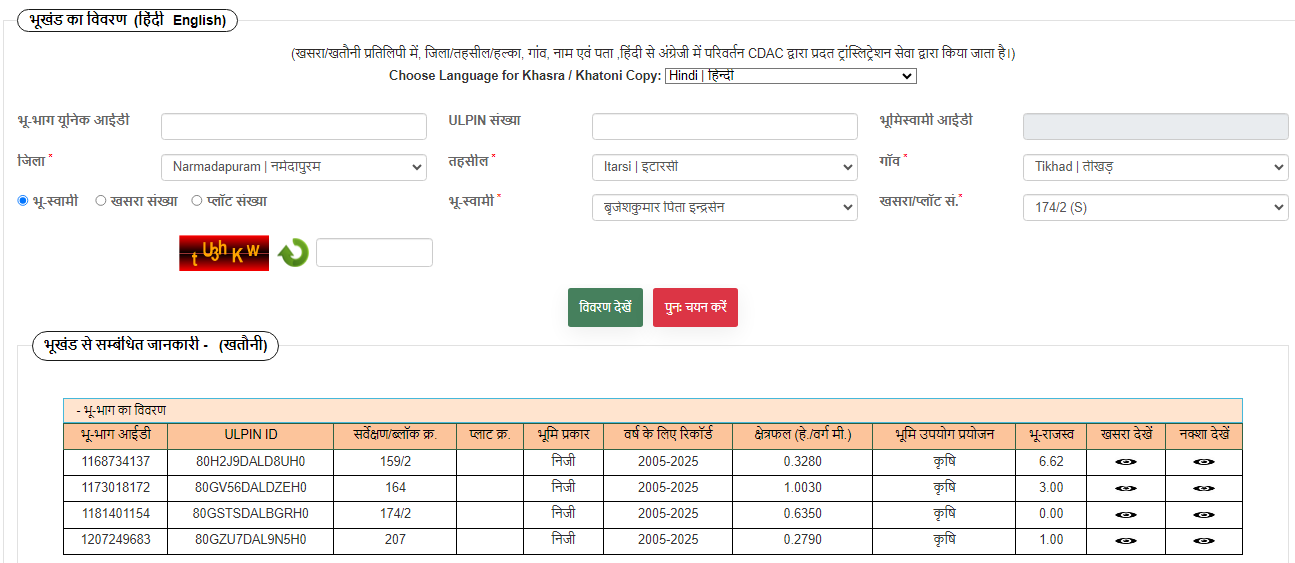 भूखंड का विवरण (हिंदी English)
(खसरा/खतौनी प्रतिलिपी में, जिला/तहसील/हल्का, गांव, नाम एवं पता ,हिंदी से अंग्रेजी में परिवर्तन CDAC द्वारा प्रदत ट्रांस्लिट्रेशन सेवा द्वारा किया जाता है।)
Choose Language for Khasra / Khatoni Copy: Hindi | हिन्दी
भू-भाग यूनिक आईडी ULPIN संख्या भूमिस्वामी आईडी
जिला * Narmadapuram | नर्मदापुरम तहसील * Itarsi | इटारसी गाँव * Tikhad | तीखड़
भू-स्वामी खसरा संख्या प्लॉट संख्या भू-स्वामी * बृजेशकुमार पिता इन्द्रसेन खसरा/प्लॉट सं.* 174/2 (S)
tU3hKw
विवरण देखें पुनः चयन करें
भूखंड से सम्बंधित जानकारी - (खतौनी)
- भू-भाग का विवरण
भू-भाग आईडी ULPIN ID सर्वेक्षण/ब्लॉक क्र. प्लाट क्र. भूमि प्रकार वर्ष के लिए रिकॉर्ड क्षेत्रफल (हे./वर्ग मी.) भूमि उपयोग प्रयोजन भू-राजस्व खसरा देखें नक्शा देखें
1168734137 80H2J9DALD8UH0 159/2 निजी 2005-2025 0.3280 कृषि 6.62
1173018172 80GV56DALDZEH0 164 निजी 2005-2025 1.0030 कृषि 3.00
1181401154 80GSTSDALBGRH0 174/2 निजी 2005-2025 0.6350 कृषि 0.00
1207249683 80GZU7DAL9N5H0 207 निजी 2005-2025 0.2790 कृषि 1.00